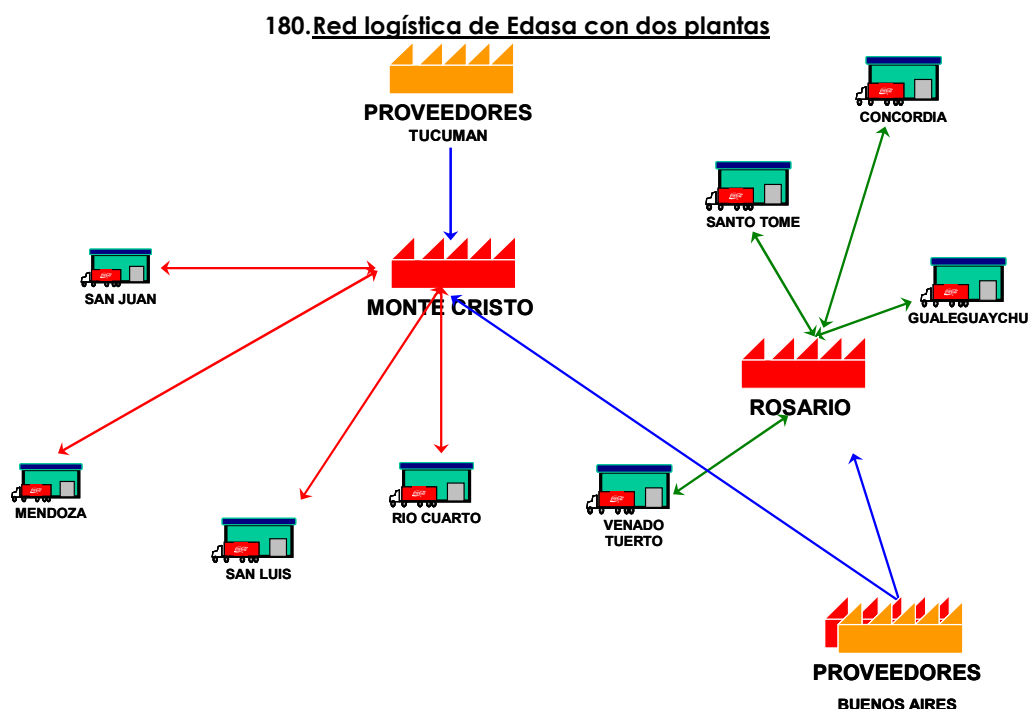 180.Red logística de Edasa con dos plantas
PROVEEDORES
TUCUMAN
CONCORDIA
SANTO TOME
SAN JUAN
MONTE CRISTO
GUALEGUAYCHU
ROSARIO
MENDOZA
RIO CUARTO
VENADO
TUERTO
SAN LUIS
PROVEEDORES
BUENOS AIRES